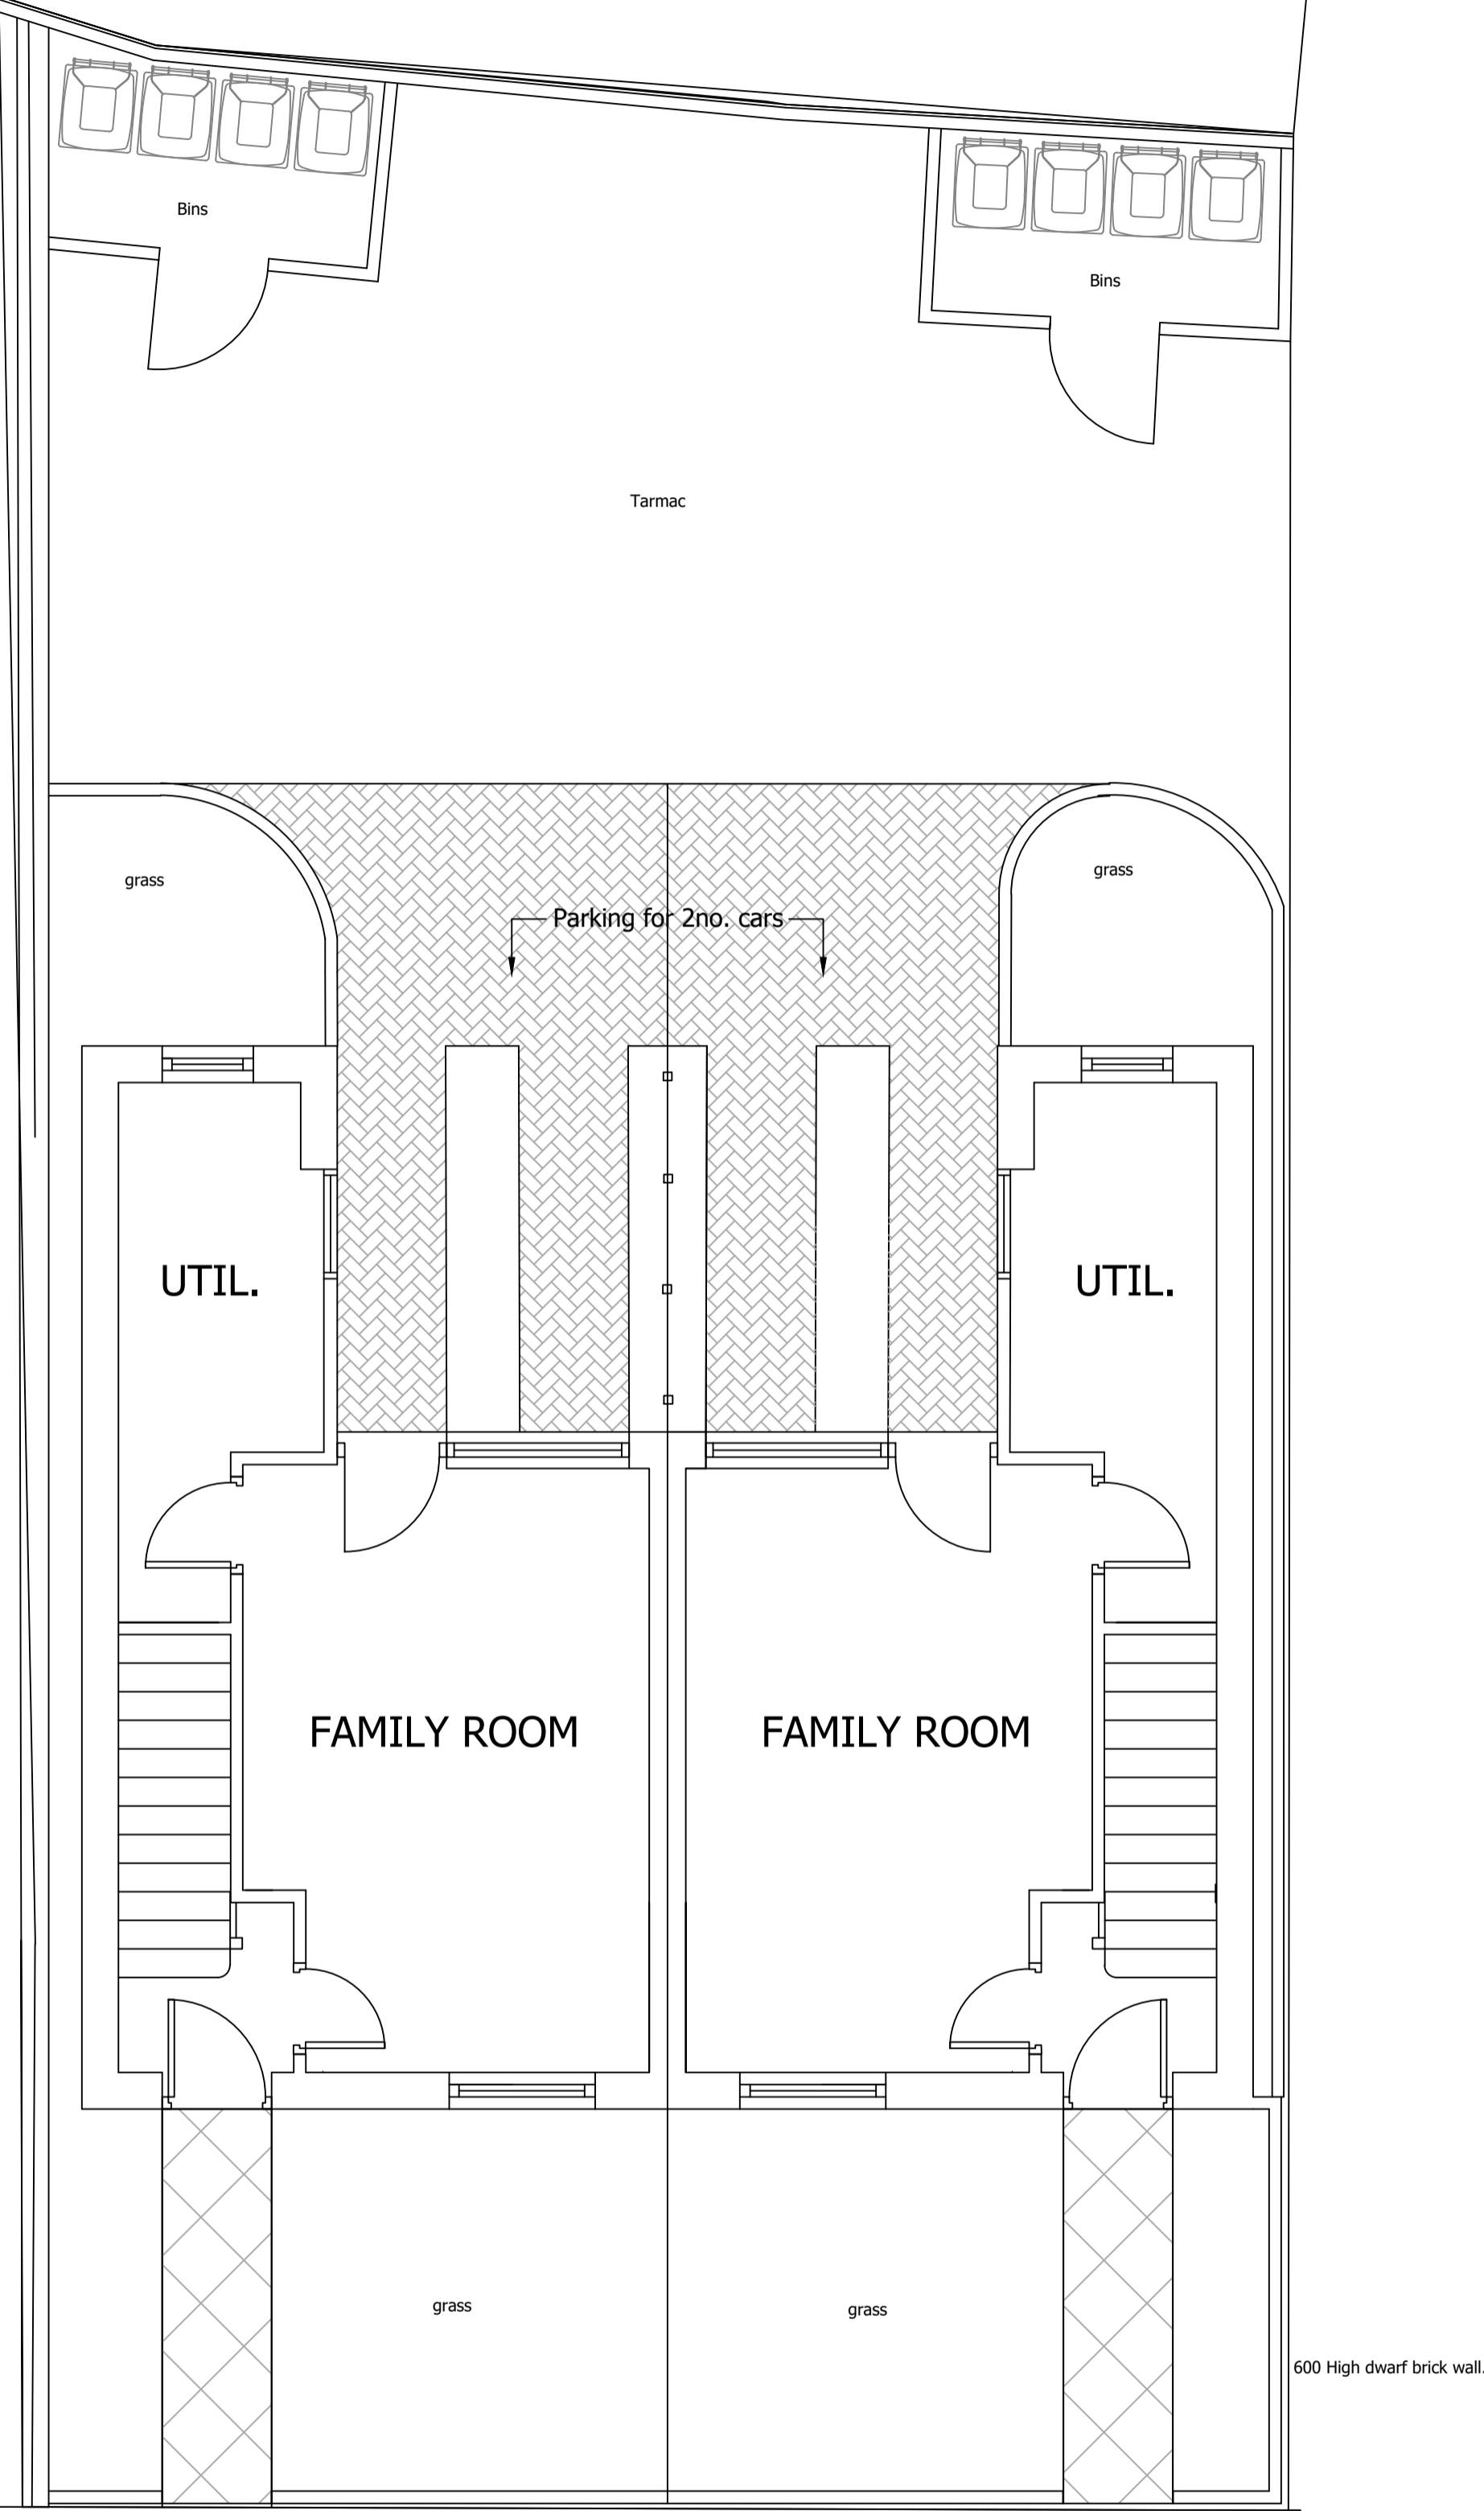 Bins
Bins
Tarmac
grass
grass
Parking for 2no. cars
UTIL.
UTIL.
FAMILY ROOM
FAMILY ROOM
grass
grass
600 High dwarf brick wall.